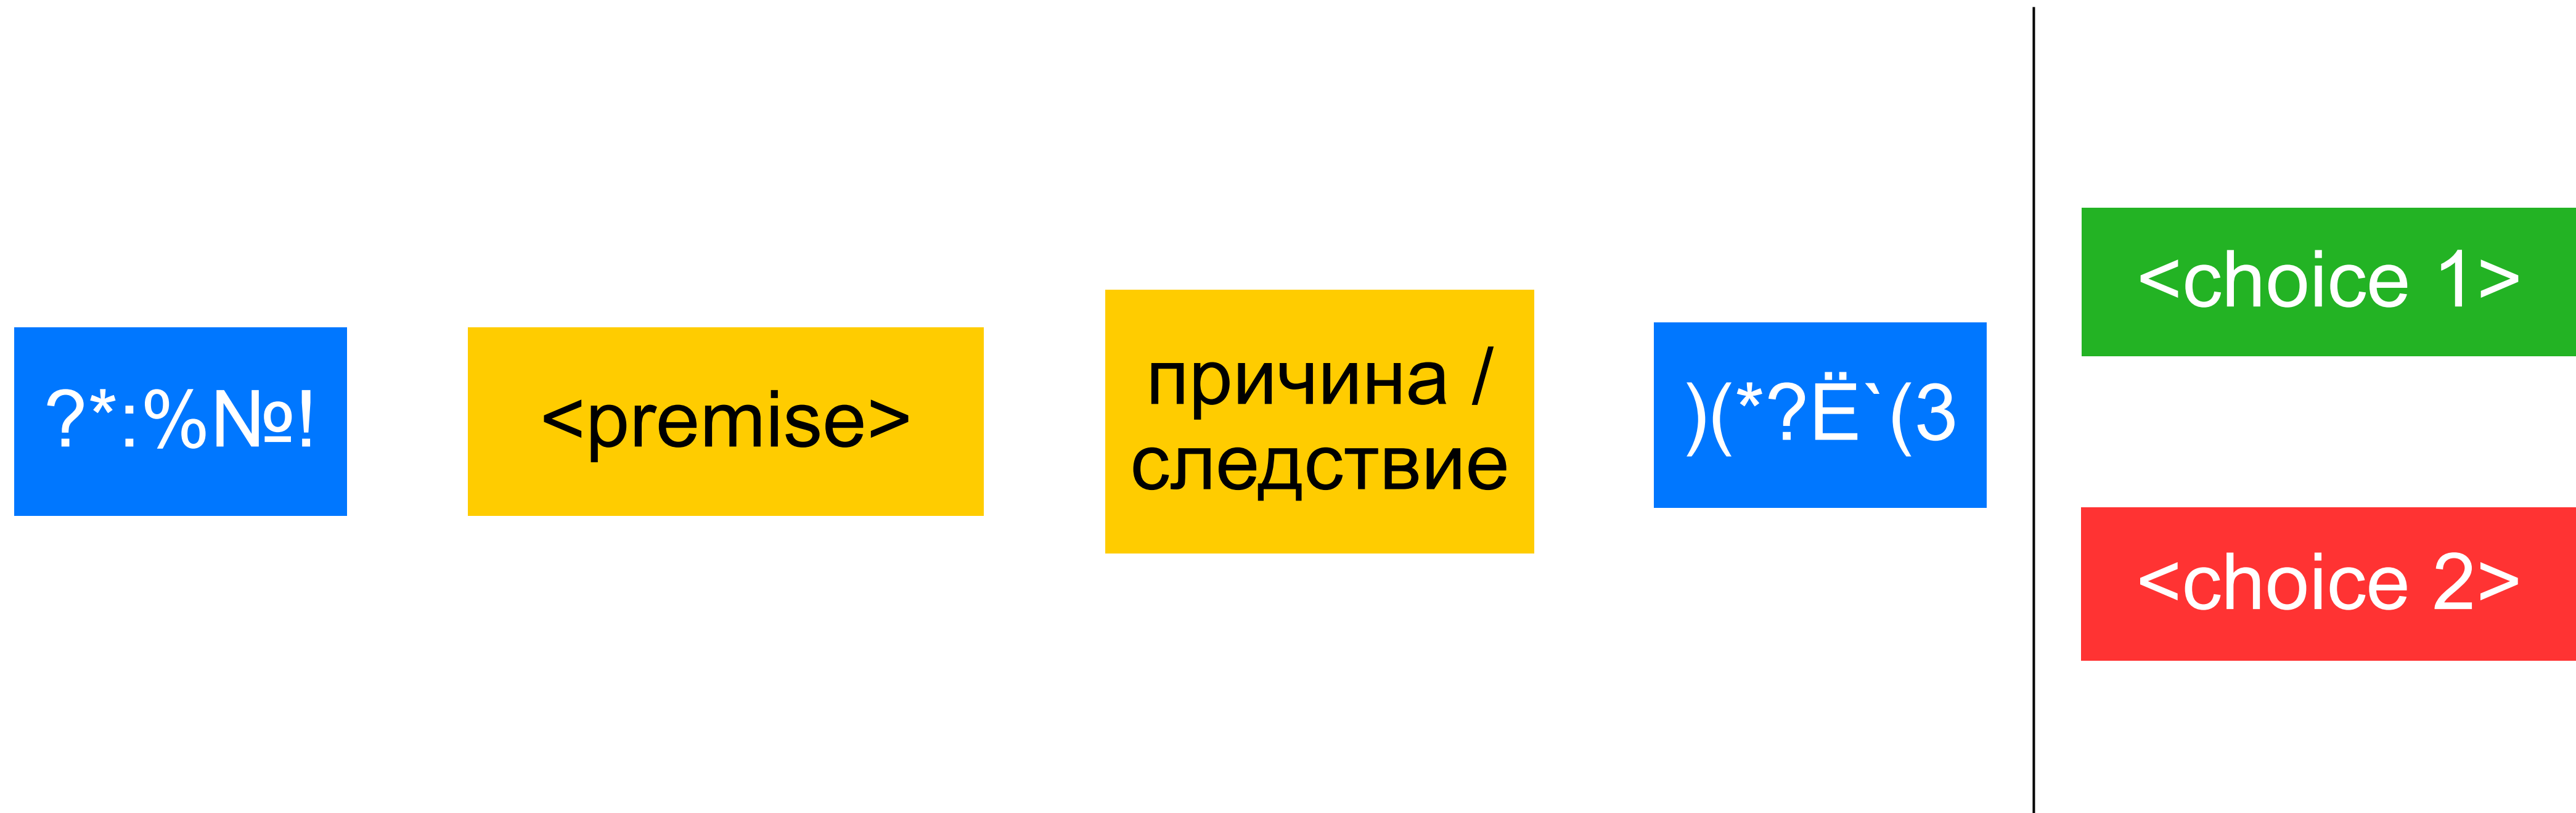 ?*:%№!
<premise>
причина /
следствие
)(*?Ё`(3
<choice 1>
<choice 2>